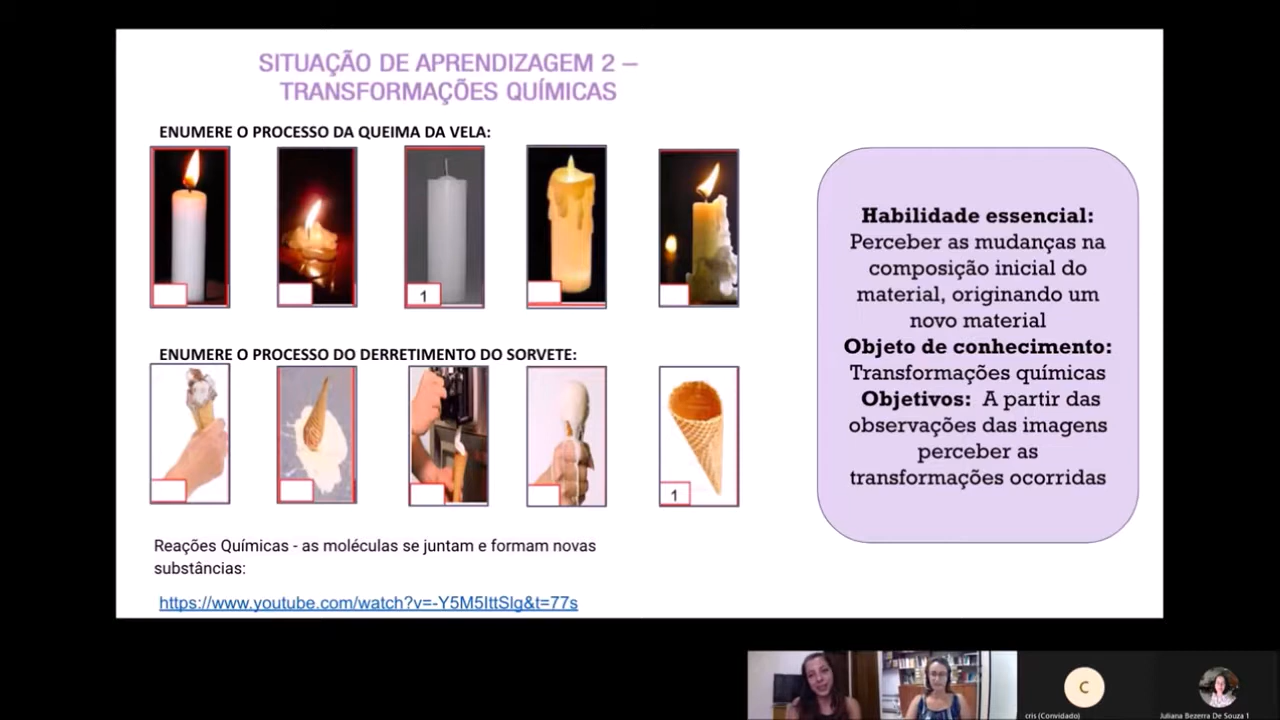 SITUAÇÃO DE APRENDIZAGEM 2 –
TRANSFORMAÇÕES QUÍMICAS
ENUMERE O PROCESSO DA QUEIMA DA VELA:
1
ENUMERE O PROCESSO DO DERRETIMENTO DO SORVETE:
1
Reações Químicas - as moléculas se juntam e formam novas
substâncias:
https://www.youtube.com/watch?v=-Y5M5IttSlg&t=77s
Habilidade essencial:
Perceber as mudanças na
composição inicial do
material, originando um
novo material
Objeto de conhecimento:
Transformações químicas
Objetivos: A partir das
observações das imagens
perceber as
transformações ocorridas
C
cris (Convidado)
Juliana Bezerra De Souza 1